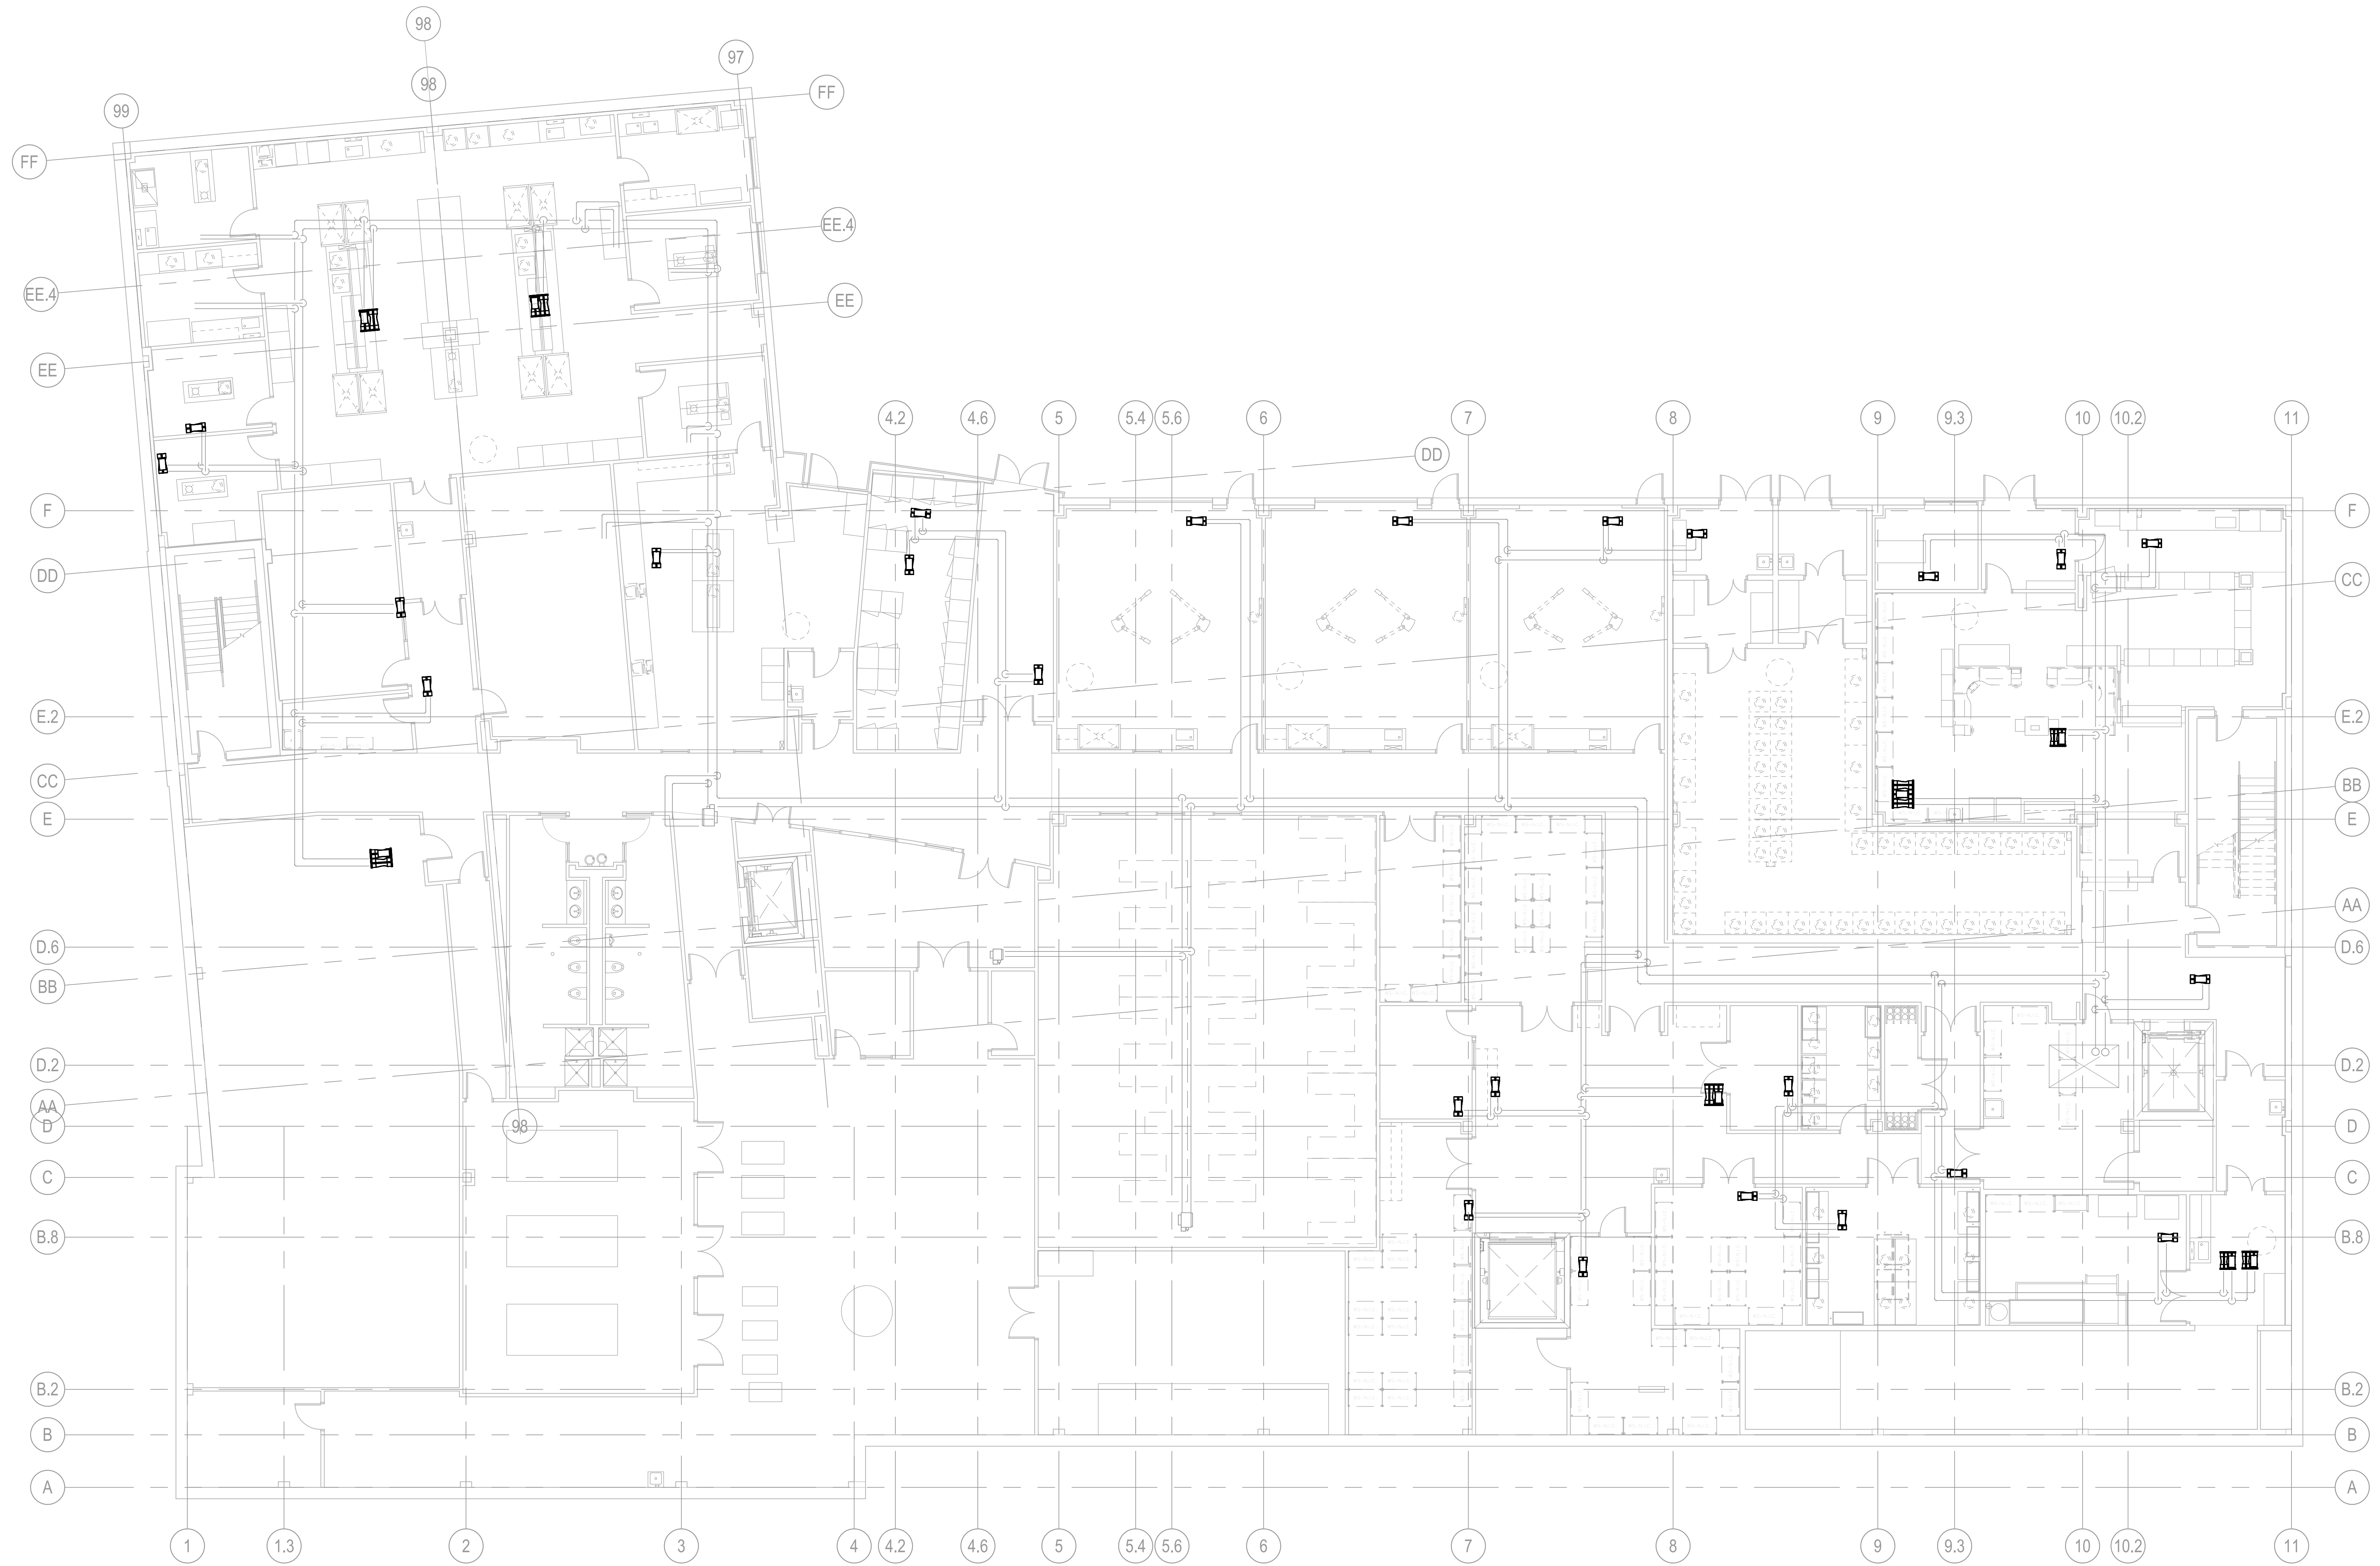 98
97
98
FF
99
FF
EE.4
EE.4
EE
EE
4.2 4.6 5 5.4 5.6 6 7 8 9 9.3 10 10.2 11
DD
F F
DD CC
E.2 E.2
CC BB
E E
AA
D.6 D.6
BB
D.2 D.2
AA
D 98 D
C C
B.8 B.8
B.2 B.2
B B
A A
1 1.3 2 3 4 4.2 4.6 5 5.4 5.6 6 7 8 9 9.3 10 10.2 11